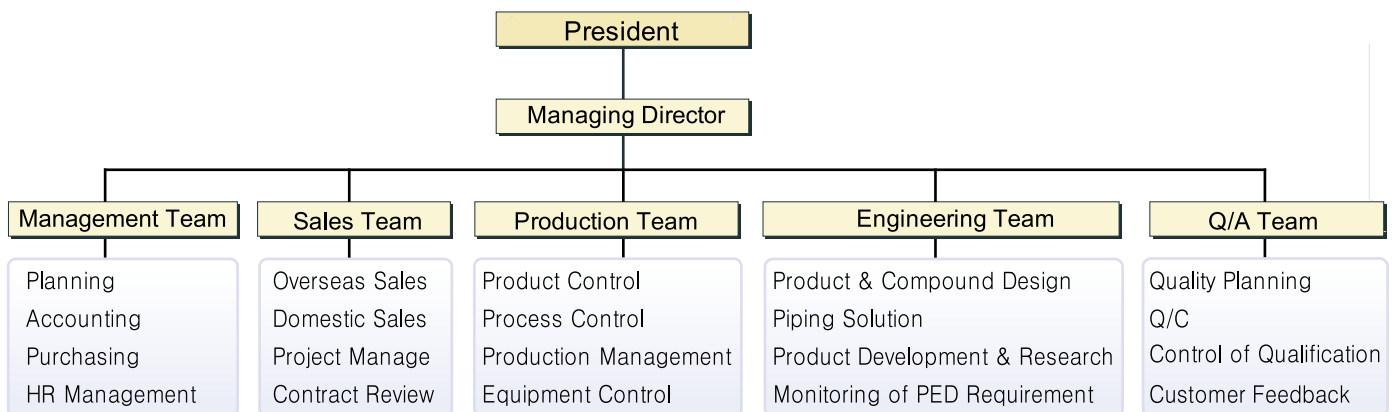 President
Managing Director
Management Team
Sales Team
Production Team
Engineering Team
Q/A Team
Planning
Accounting
Purchasing
HR Management
Overseas Sales
Domestic Sales
Project Manage
Contract Review
Product Control
Process Control
Production Management
Equipment Control
Product & Compound Design
Piping Solution
Product Development & Research
Monitoring of PED Requirement
Quality Planning
Q/C
Control of Qualification
Customer Feedback